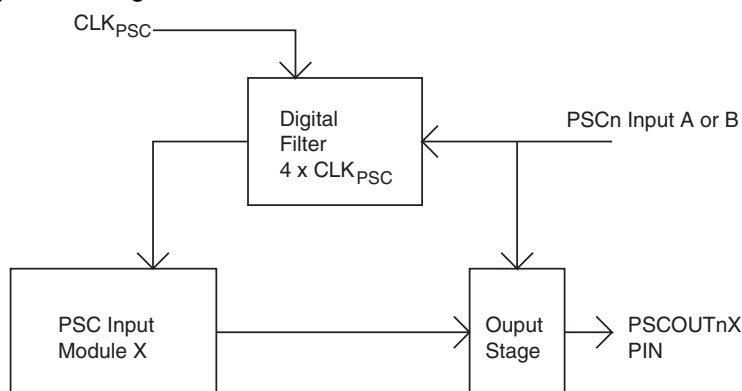 CLKPSC
Digital
Filter
4 x CLKPSC
PSCn Input A or B
PSC Input
Module X
Ouput
Stage
PSCOUTnX
PIN